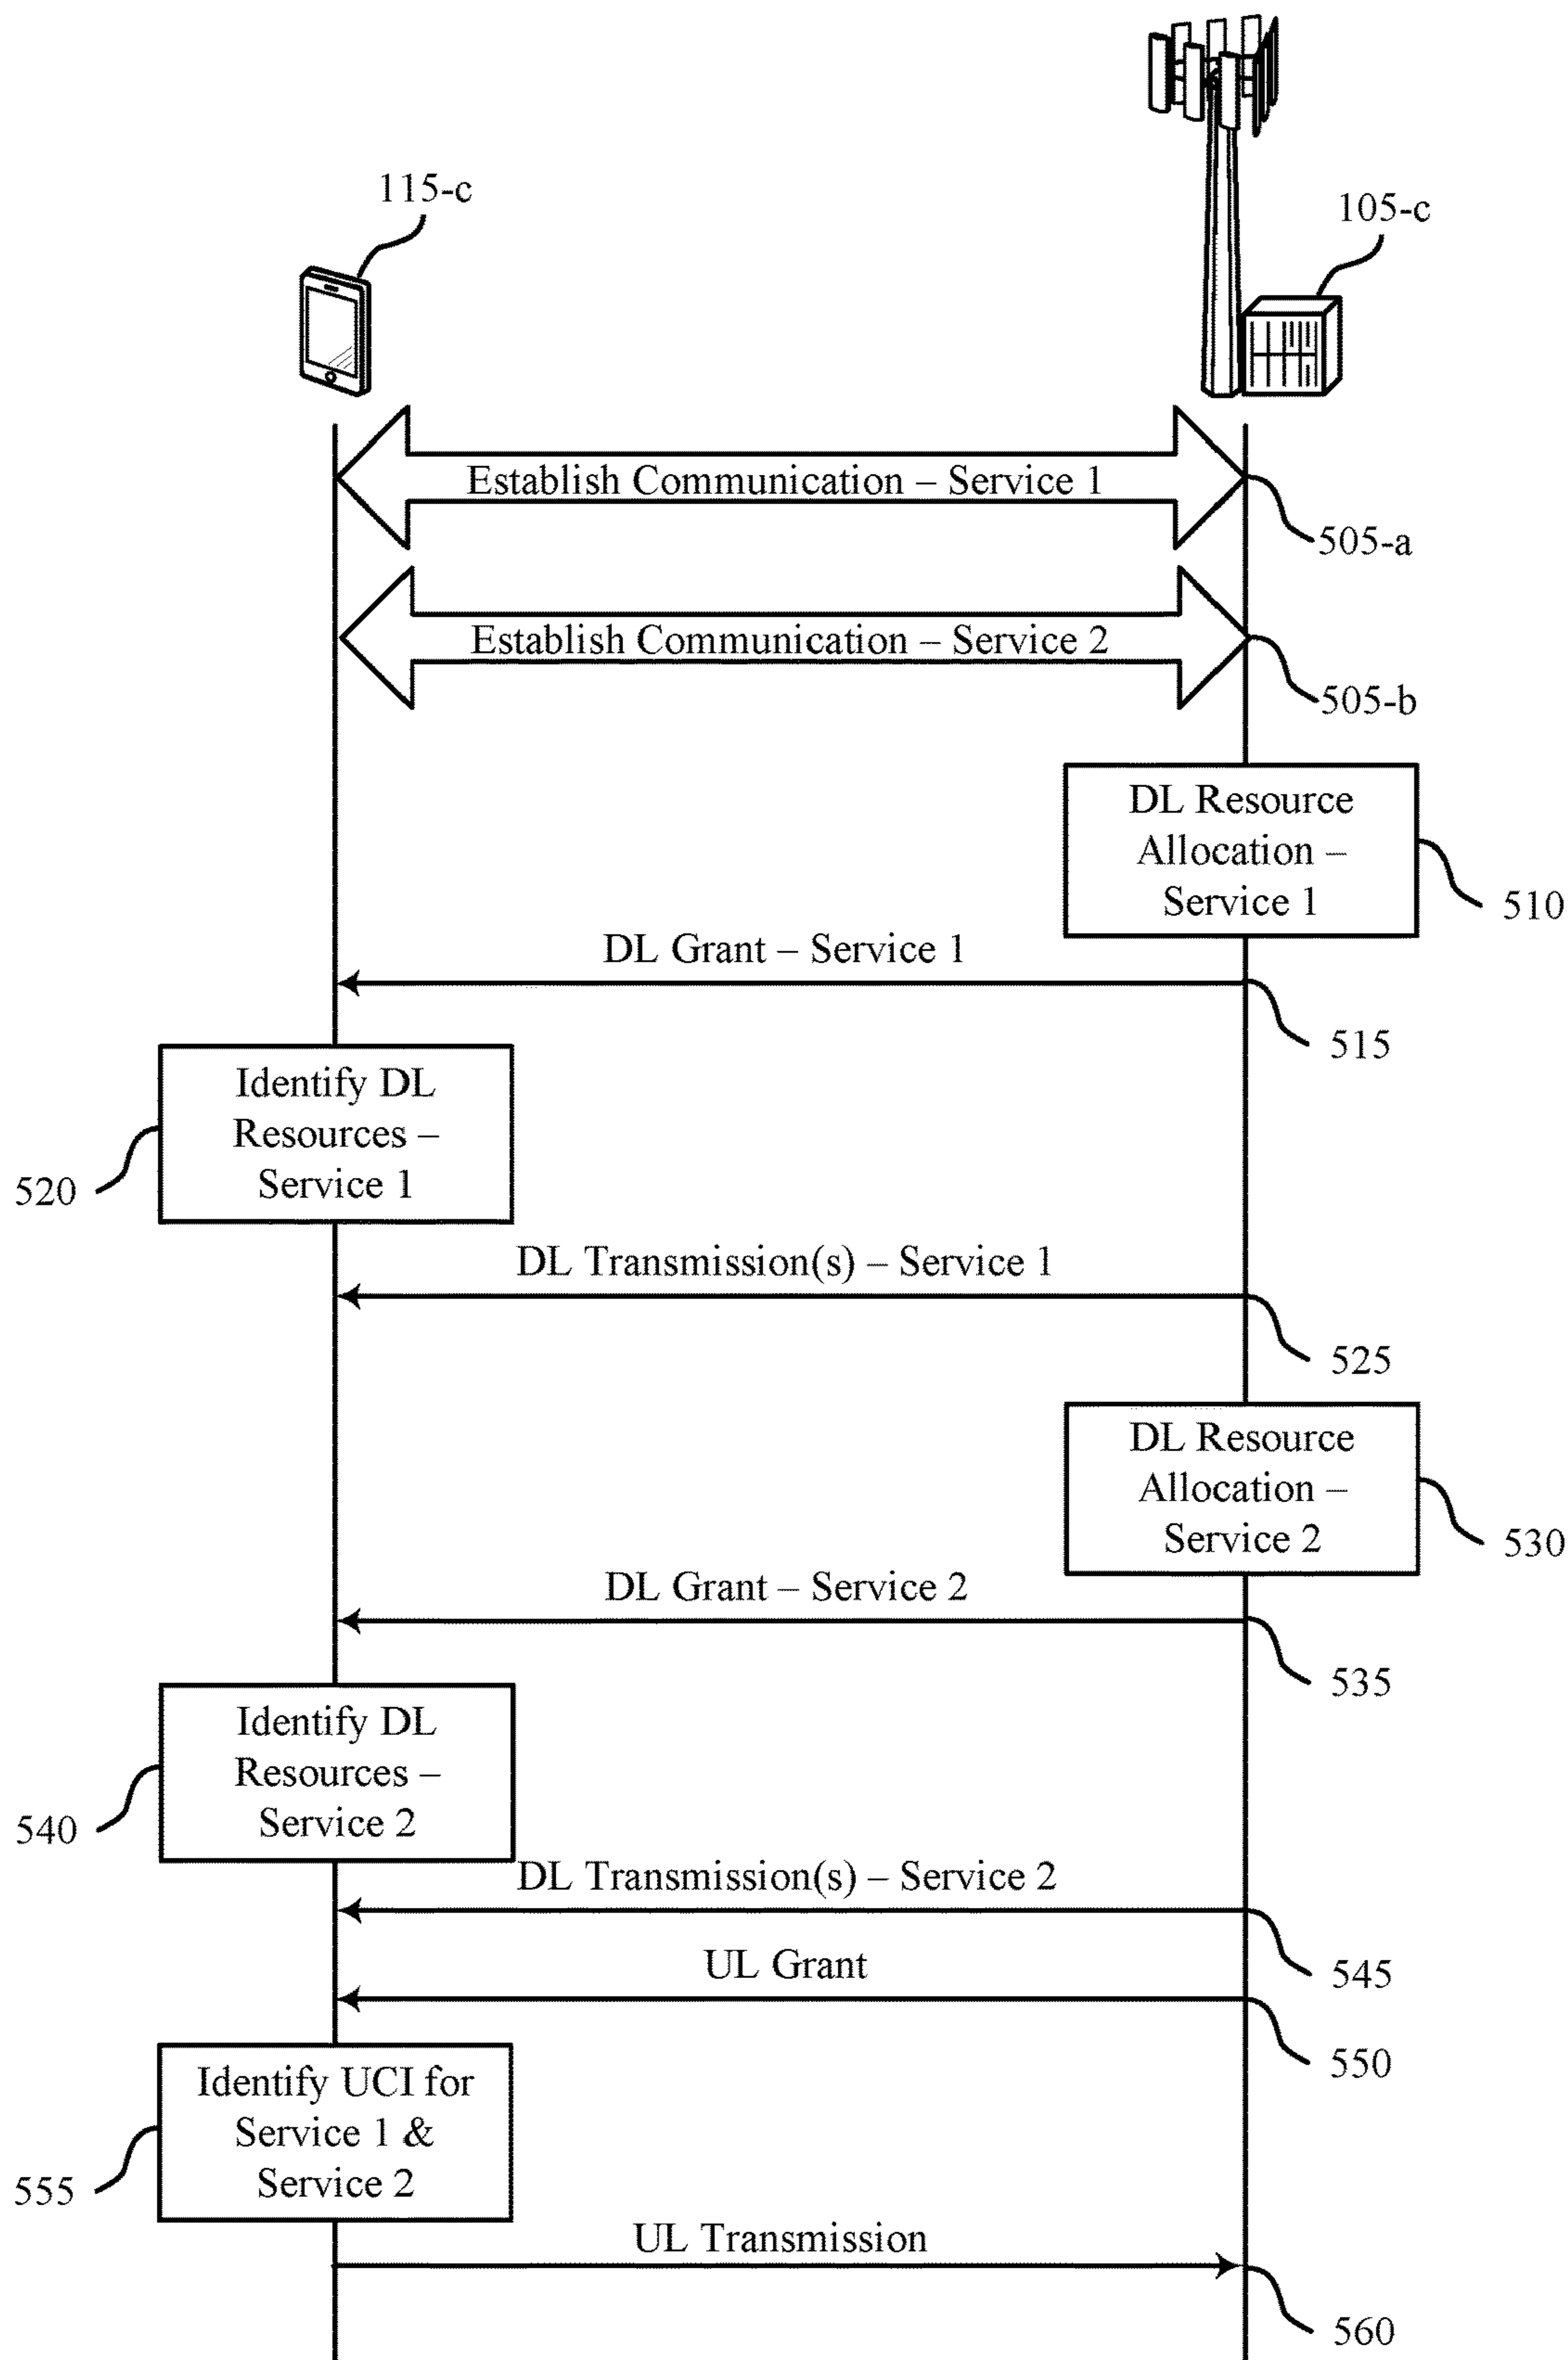 115-c
105-c
Establish Communication – Service 1
505-a
Establish Communication – Service 2
505-b
DL Resource
Allocation –
Service 1
510
DL Grant – Service 1
515
Identify DL
Resources –
Service 1
520
DL Transmission(s) – Service 1
525
DL Resource
Allocation –
Service 2
530
DL Grant – Service 2
535
Identify DL
Resources –
Service 2
540
DL Transmission(s) – Service 2
545
UL Grant
550
Identify UCI for
Service 1 &
Service 2
555
UL Transmission
560